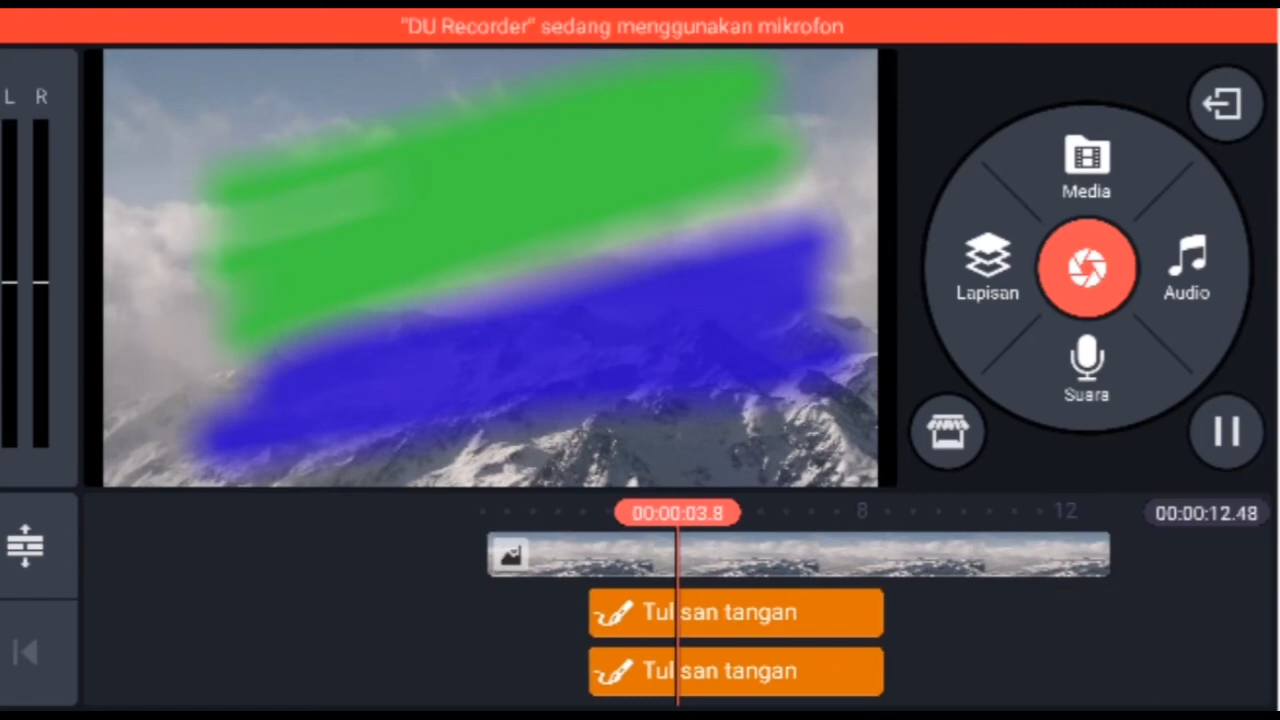 "DU Recorder" sedang menggunakan mikrofon
L R
Media
Lapisan
Audio
Suara
00:00:03.8
8
12
00:00:12.48
Tulisan tangan
Tulisan tangan